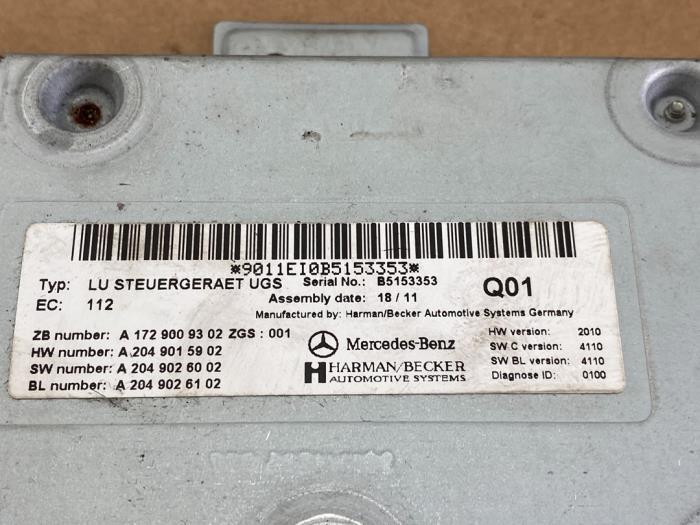 *9011EI0B5153353*
Typ: LU STEUERGERAET UGS Serial No.: B5153353 Q01
EC: 112 Assembly date: 18/11
Manufactured by: Harman/Becker Automotive Systems Germany
ZB number: A 172 900 93 02 ZGS : 001 Mercedes-Benz HW version: 2010
HW number: A 204 901 59 02 SW C version: 4110
SW number: A 204 902 60 02 HARMAN/BECKER SW BL version: 4110
BL number: A 204 902 61 02 AUTOMOTIVE SYSTEMS Diagnose ID: 0100